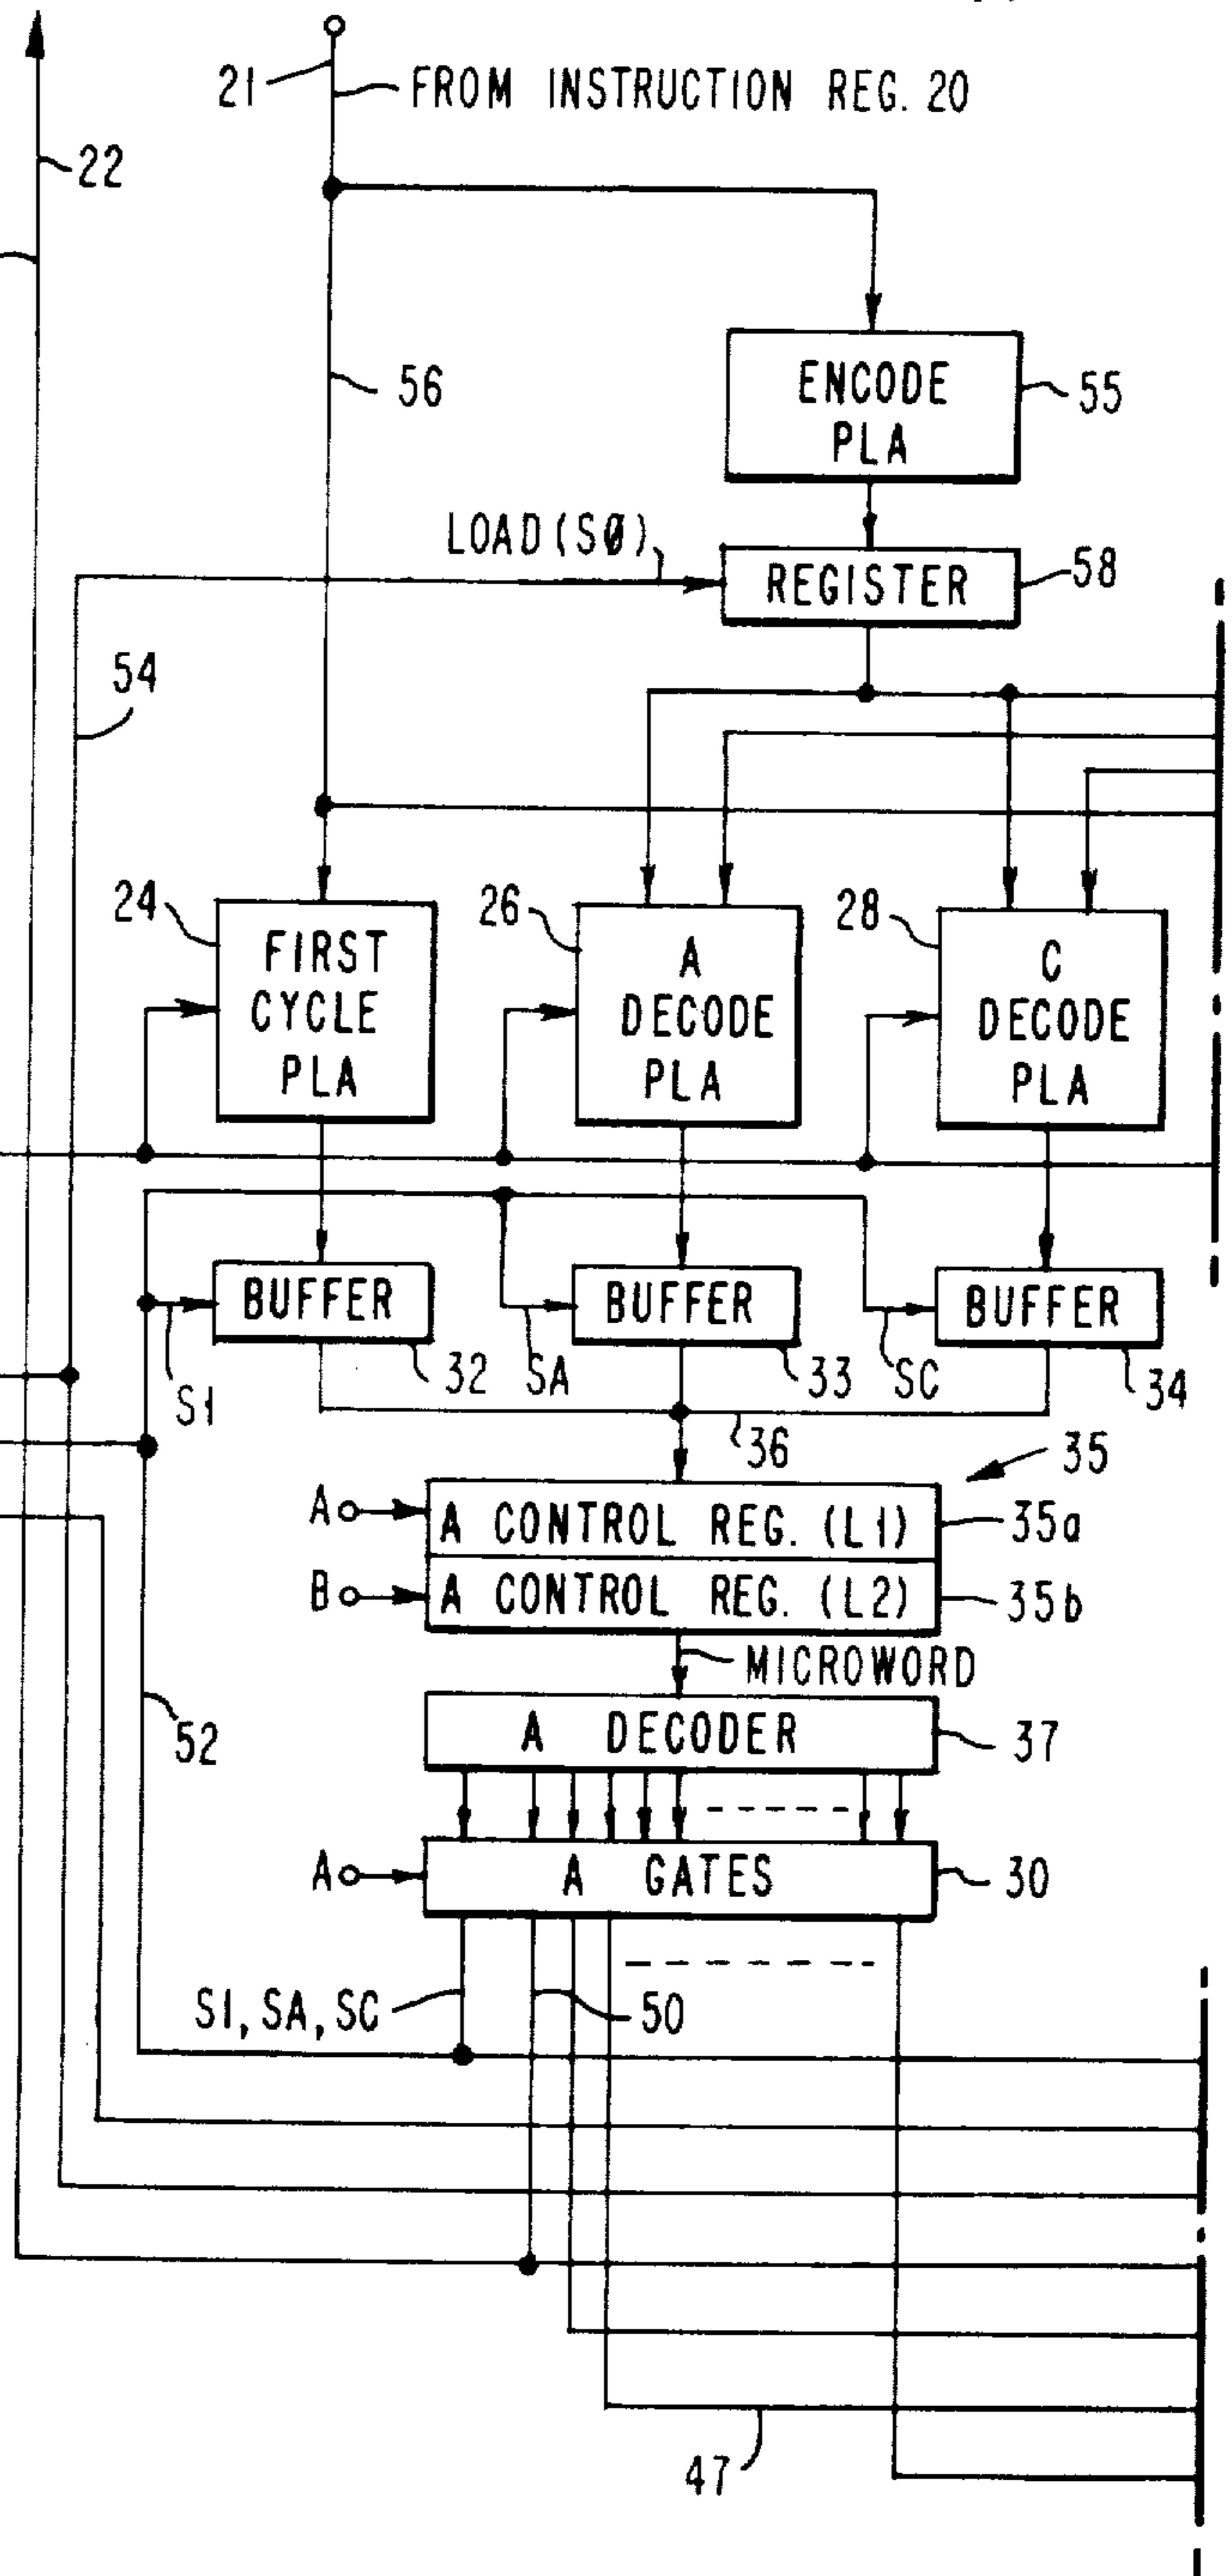 21
FROM INSTRUCTION REG. 20
22
56
ENCODE
PLA
55
LOAD (SØ)
REGISTER
58
54
24
FIRST
CYCLE
PLA
26
A
DECODE
PLA
28
C
DECODE
PLA
BUFFER
32
S1
BUFFER
33
SA
BUFFER
34
SC
36
35
A
A CONTROL REG. (L1)
35a
B
A CONTROL REG. (L2)
35b
MICROWORD
52
A DECODER
37
A
A GATES
30
S1, SA, SC
50
47